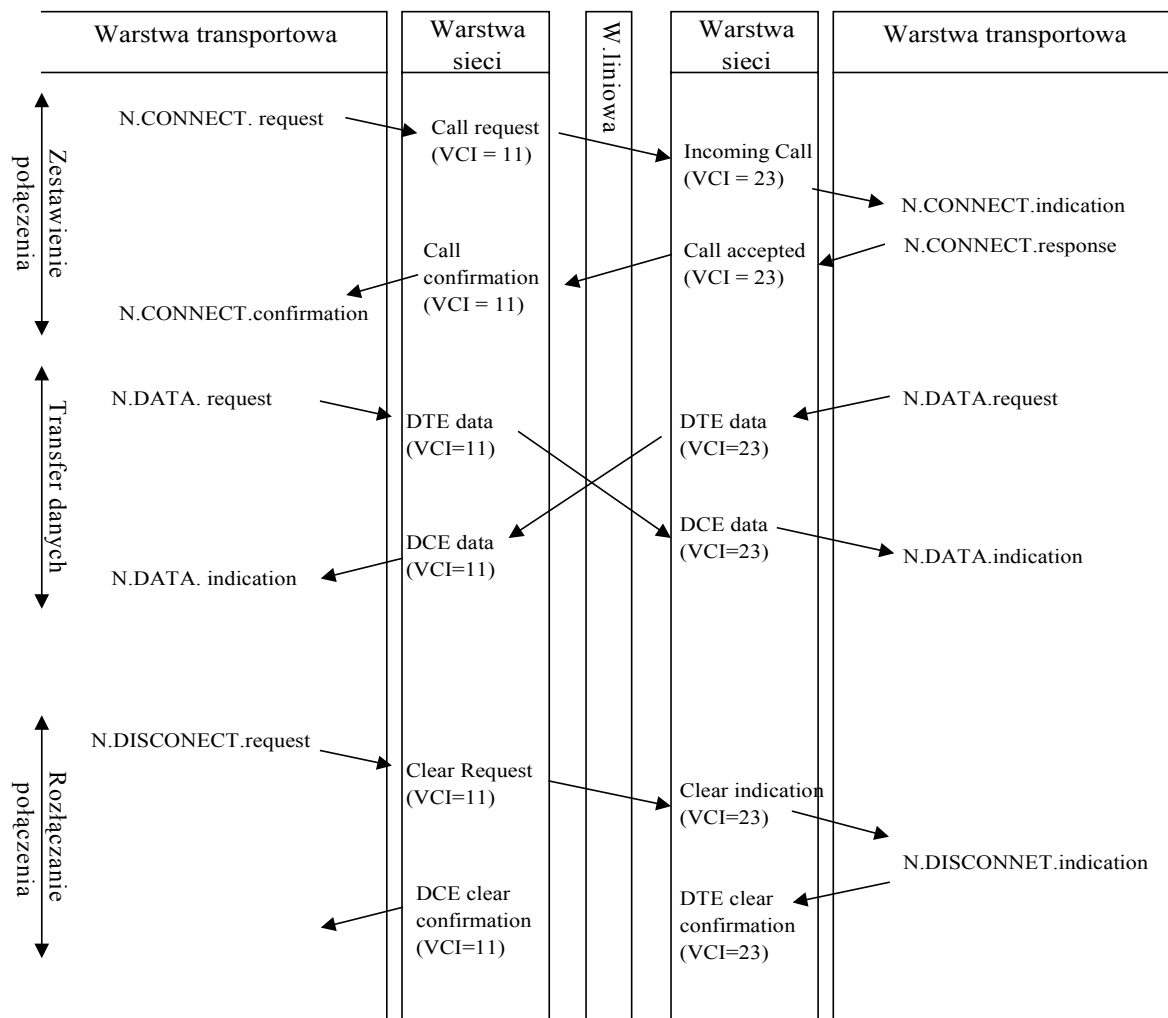 Warstwa transportowa
Warstwa
sieci
W.liniowa
Warstwa
sieci
Warstwa transportowa
Zestawienie
połączenia
N.CONNECT. request
Call request
(VCI = 11)
Incoming Call
(VCI = 23)
N.CONNECT.indication
N.CONNECT.response
Call accepted
(VCI = 23)
Call
confirmation
(VCI = 11)
N.CONNECT.confirmation
Transfer danych
N.DATA. request
DTE data
(VCI=11)
DTE data
(VCI=23)
N.DATA.request
DCE data
(VCI=11)
DCE data
(VCI=23)
N.DATA. indication
N.DATA.indication
Rozłączanie
połączenia
N.DISCONECT.request
Clear Request
(VCI=11)
Clear indication
(VCI=23)
N.DISCONNET.indication
DCE clear
confirmation
(VCI=11)
DTE clear
confirmation
(VCI=23)